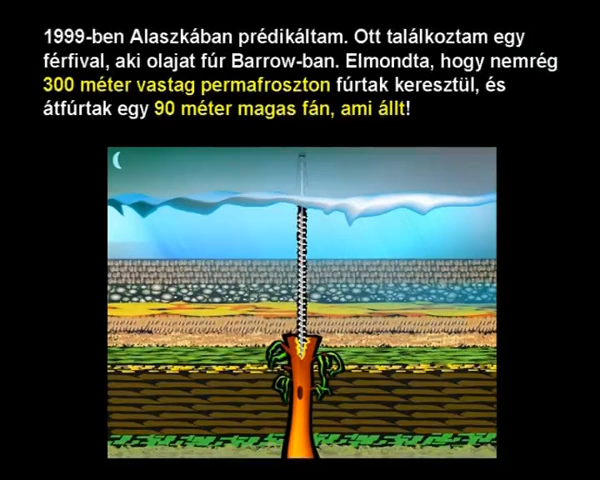 1999-ben Alaszkában prédikáltam. Ott találkoztam egy
férfival, aki olajat fúr Barrow-ban. Elmondta, hogy nemrég
300 méter vastag permafroszton fúrtak keresztül, és
átfúrtak egy 90 méter magas fán, ami állt!